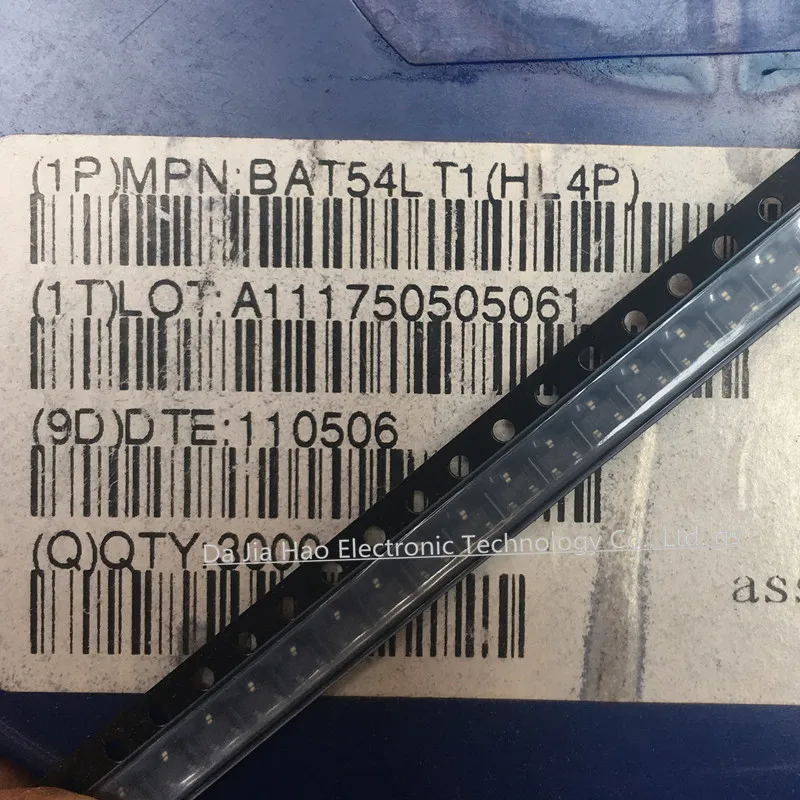 (1P)MPN:BAT54LT1(HL4P)
(1T)LOT:A111750505061
(9D)DTE:110506
(Q)QTY:3000
Da Jia Hao Electronic Technology Co., Ltd.
ass